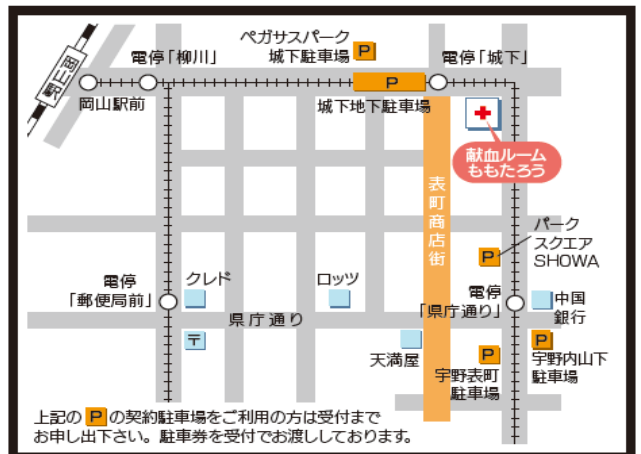 ペガサスパーク
城下駐車場
P
電停「柳川」
電停「城下」
岡山駅
岡山駅前
P
城下地下駐車場
献血ルーム
ももたろう
表町商店街
パーク
スクエア
SHOWA
P
電停
「郵便局前」
クレド
ロッツ
電停
「県庁通り」
中国
銀行
県庁通り
〒
天満屋
P
宇野表町
駐車場
P
宇野内山下
駐車場
上記の P の契約駐車場をご利用の方は受付まで
お申し出下さい。駐車券を受付でお渡ししております。